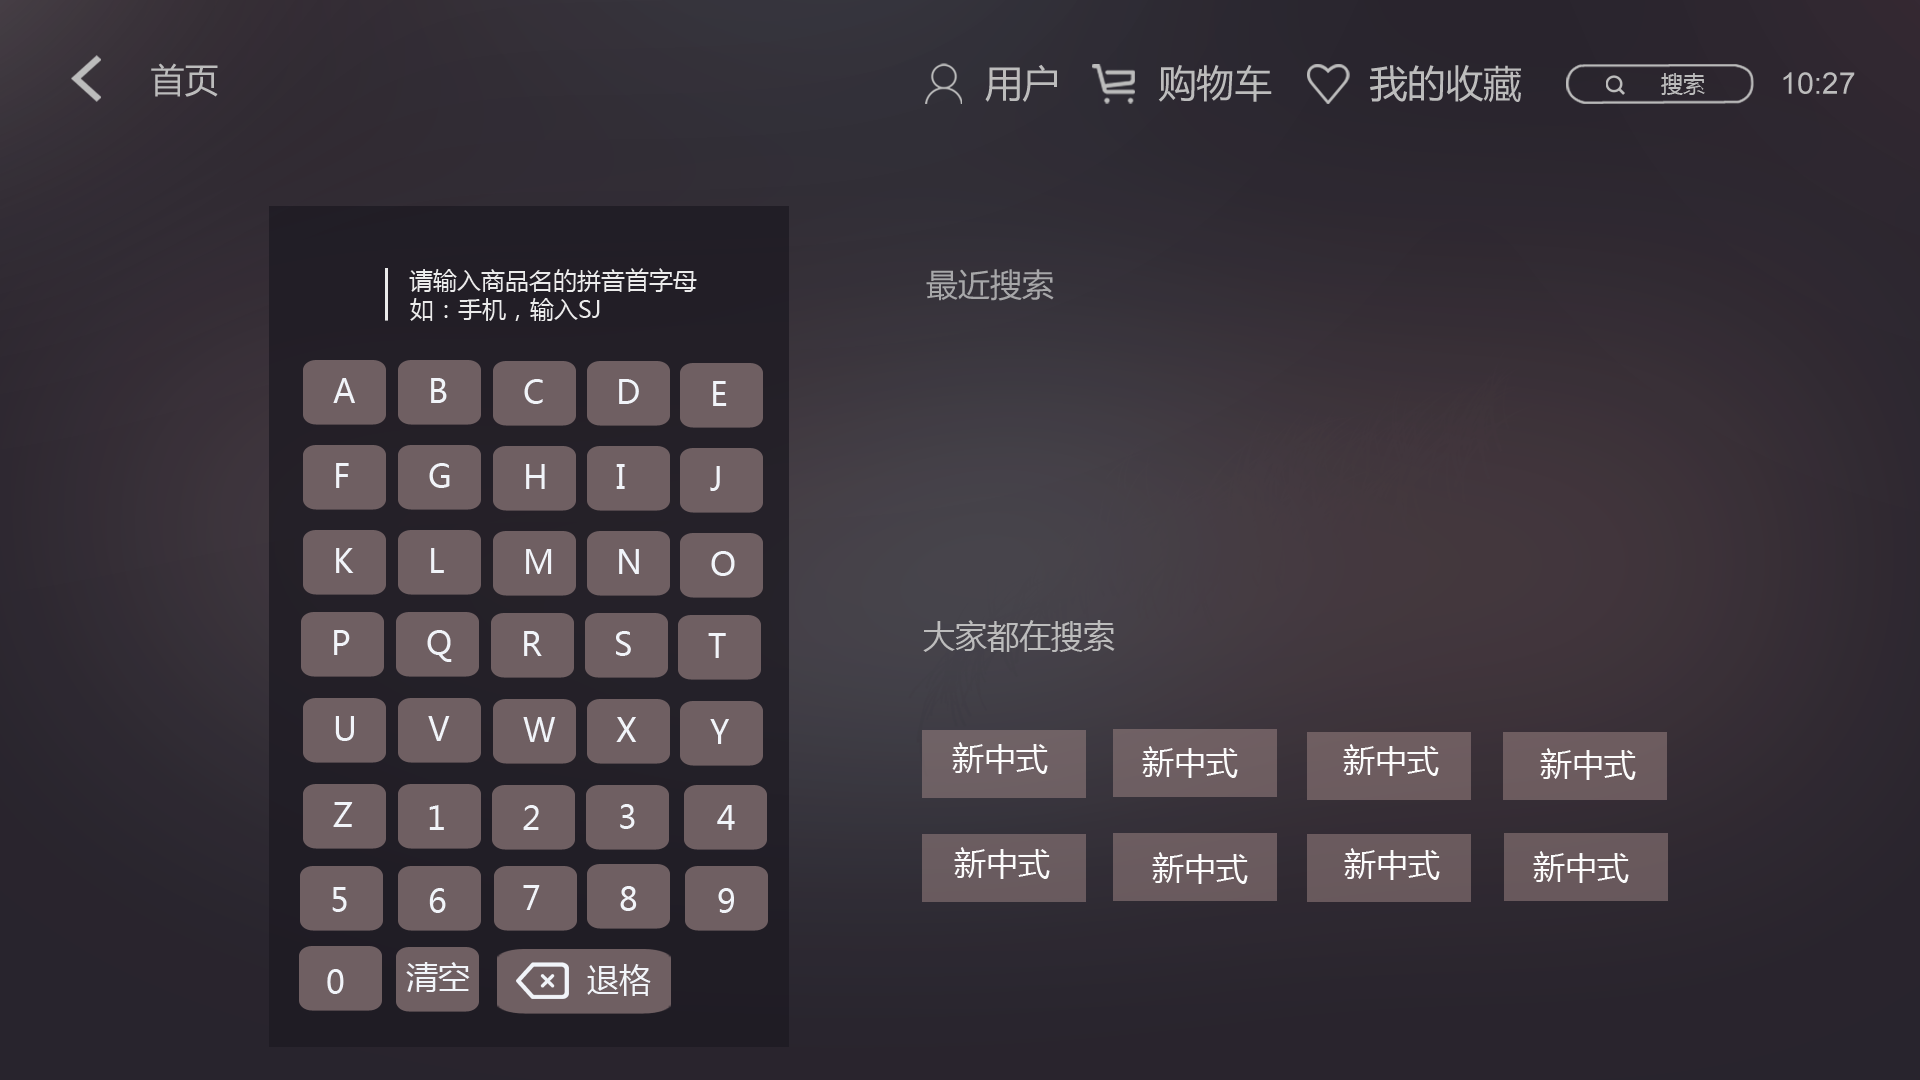 首页
用户 购物车 我的收藏 搜索 10:27
请输入商品名的拼音首字母
如：手机，输入SJ
A B C D E
F G H I J
K L M N O
P Q R S T
U V W X Y
Z 1 2 3 4
5 6 7 8 9
0 清空 退格
最近搜索
大家都在搜索
新中式 新中式 新中式 新中式
新中式 新中式 新中式 新中式